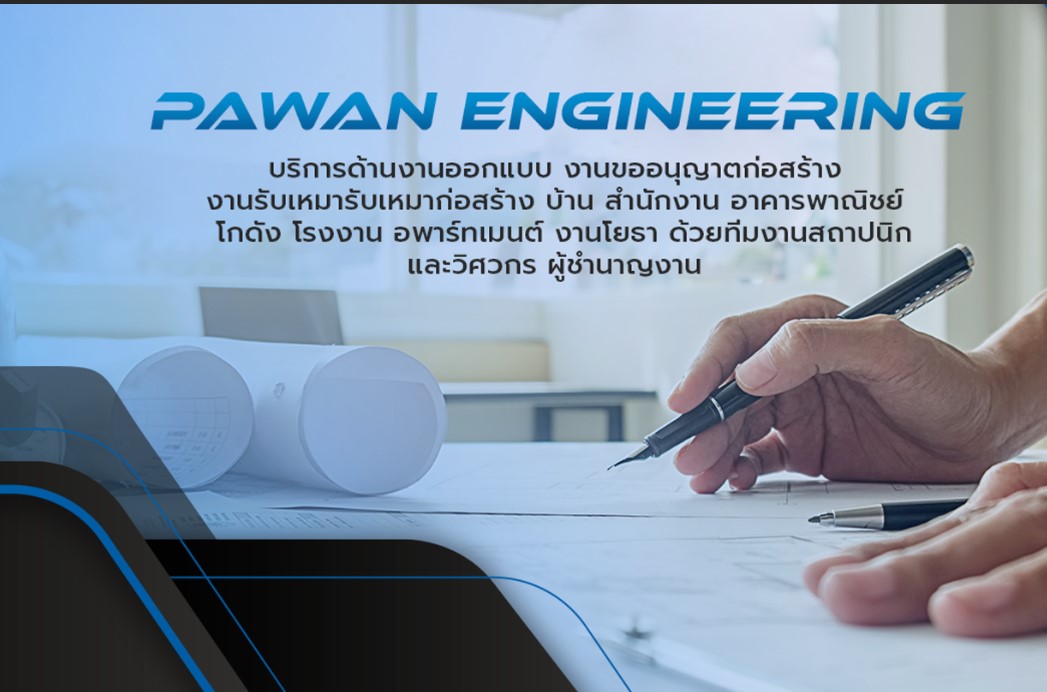 PAWAN ENGINEERING
บริการด้านงานออกแบบ งานขออนุญาตก่อสร้าง
งานรับเหมารับเหมาก่อสร้าง บ้าน สำนักงาน อาคารพาณิชย์
โกดัง โรงงาน อพาร์ทเมนต์ งานโยธา ด้วยทีมงานสถาปนิก
และวิศวกร ผู้ชำนาญงาน